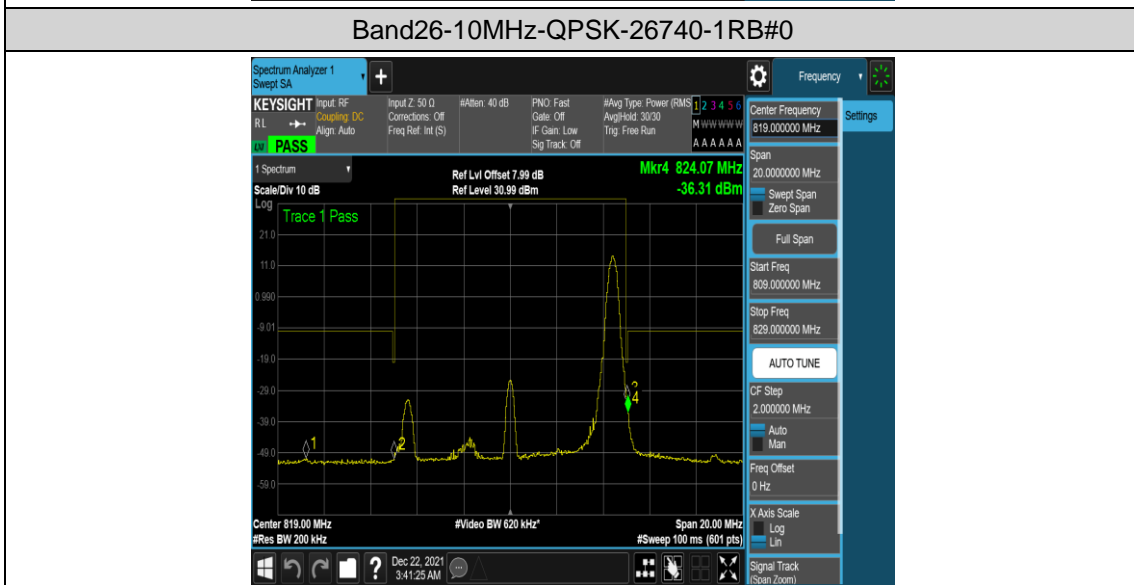 Band26-10MHz-QPSK-26740-1RB#0
Spectrum Analyzer 1
Swept SA
Frequency
KEYSIGHT
RL
PASS
Input: RF
Coupling: DC
Align: Auto
Input Z: 50 Ω
Corrections: Off
Freq Ref: Int (S)
#Atten: 40 dB
PNO: Fast
Gate: Off
IF Gain: Low
Sig Track: Off
#Avg Type: Power (RMS
Avg|Hold: 30/30
Trig: Free Run
1 2 3 4 5 6
M W W W W W
A A A A A A
1 Spectrum
Scale/Div 10 dB
Ref Lvl Offset 7.99 dB
Ref Level 30.99 dBm
Mkr4 824.07 MHz
-36.31 dBm
Log
Trace 1 Pass
21.0
11.0
0.990
-9.01
-19.0
-29.0
-39.0
-49.0
-59.0
1
2
4
Center 819.00 MHz
#Video BW 620 kHz*
Span 20.00 MHz
#Res BW 200 kHz
#Sweep 100 ms (601 pts)
Dec 22, 2021
3:41:25 AM
?
Settings
Center Frequency
819.000000 MHz
Span
20.0000000 MHz
Swept Span
Zero Span
Full Span
Start Freq
809.000000 MHz
Stop Freq
829.000000 MHz
AUTO TUNE
CF Step
2.000000 MHz
Auto
Man
Freq Offset
0 Hz
X Axis Scale
Log
Lin
Signal Track
(Span Zoom)